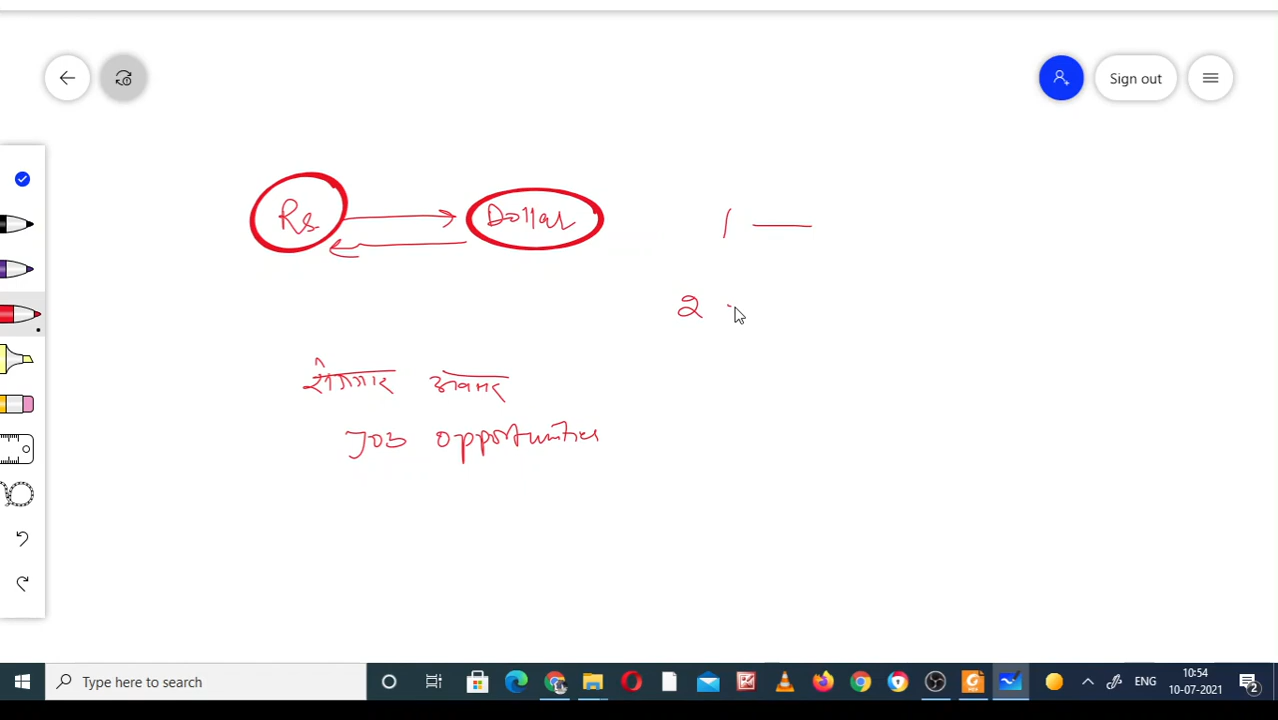 Sign out
Rs
Dollar
1 —
2
रोजगार अवसर
JOB opportunities
Type here to search
ENG
10:54
10-07-2021
2